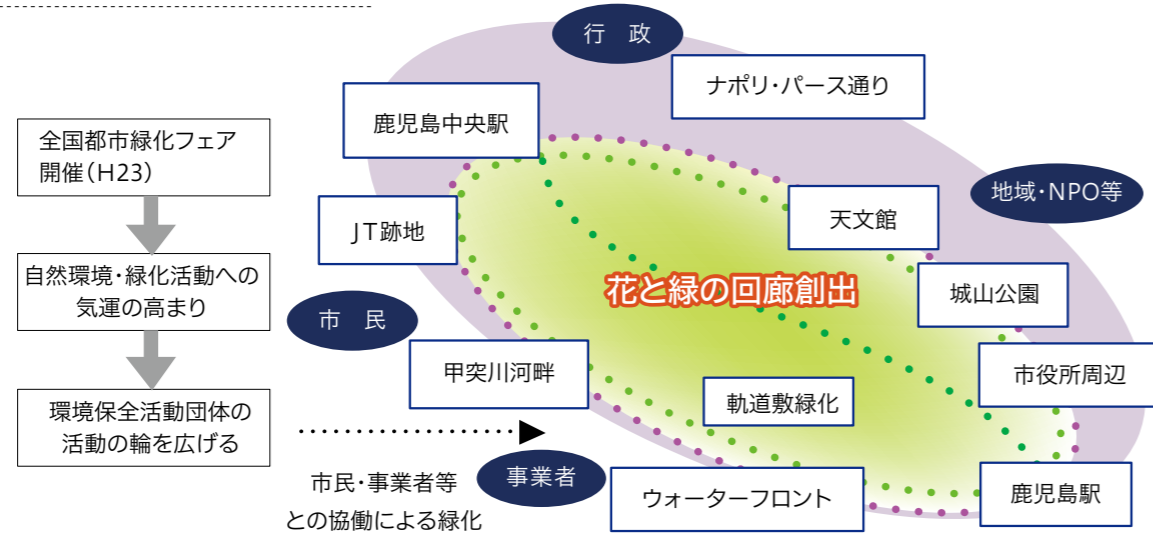 全国都市緑化フェア
開催(H23)
自然環境・緑化活動への
気運の高まり
環境保全活動団体の
活動の輪を広げる
市民・事業者等
との協働による緑化
行 政
ナポリ・パース通り
鹿児島中央駅
地域・NPO等
天文館
JT跡地
花と緑の回廊創出
城山公園
市 民
甲突川河畔
市役所周辺
軌道敷緑化
事業者
ウォーターフロント
鹿児島駅